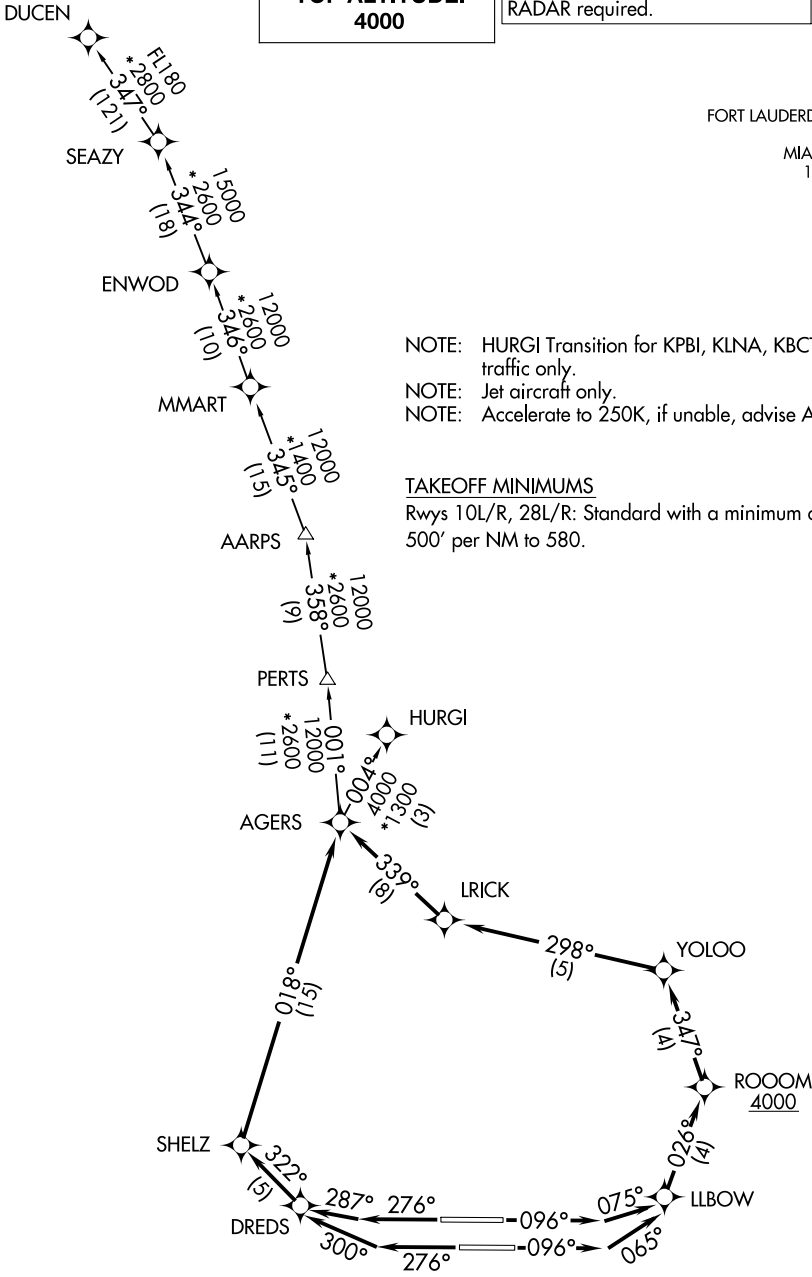 DUCEN
TOP ALTITUDE:
4000
RADAR required.
FL180
*2800
347°
(121)
FORT LAUDERD
MIA
1
SEAZY
15000
*2600
344°
(18)
ENWOD
12000
*2600
346°
(10)
NOTE: HURGI Transition for KPBI, KLNA, KBCT
traffic only.
NOTE: Jet aircraft only.
NOTE: Accelerate to 250K, if unable, advise A
MMART
12000
*1400
345°
(15)
TAKEOFF MINIMUMS
Rwys 10L/R, 28L/R: Standard with a minimum
500' per NM to 580.
AARPS
12000
*2600
358°
(9)
PERTS
HURGI
001°
12000
*2600
(11)
004°
4000
*1300
(3)
AGERS
339°
(8)
LRICK
298°
(5)
YOLOO
018°
(15)
347°
(4)
ROOOM
4000
026°
(4)
SHELZ
322°
(5)
LLBOW
DREDS
287°
276°
096°
075°
300°
276°
096°
065°